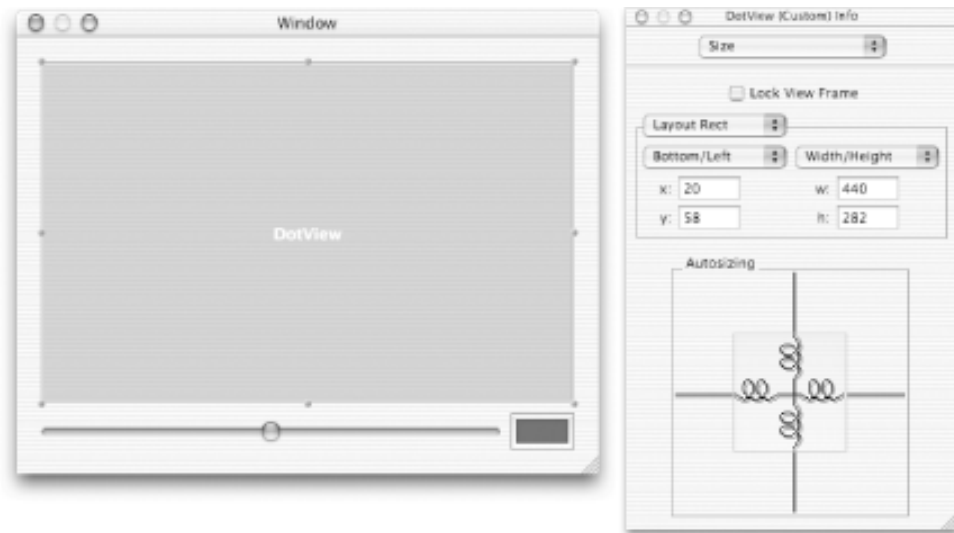 Window
DotView
DotView (Custom) Info
Size
Lock View Frame
Layout Rect
Bottom/Left Width/Height
x: 20 w: 440
y: 58 h: 282
Autosizing